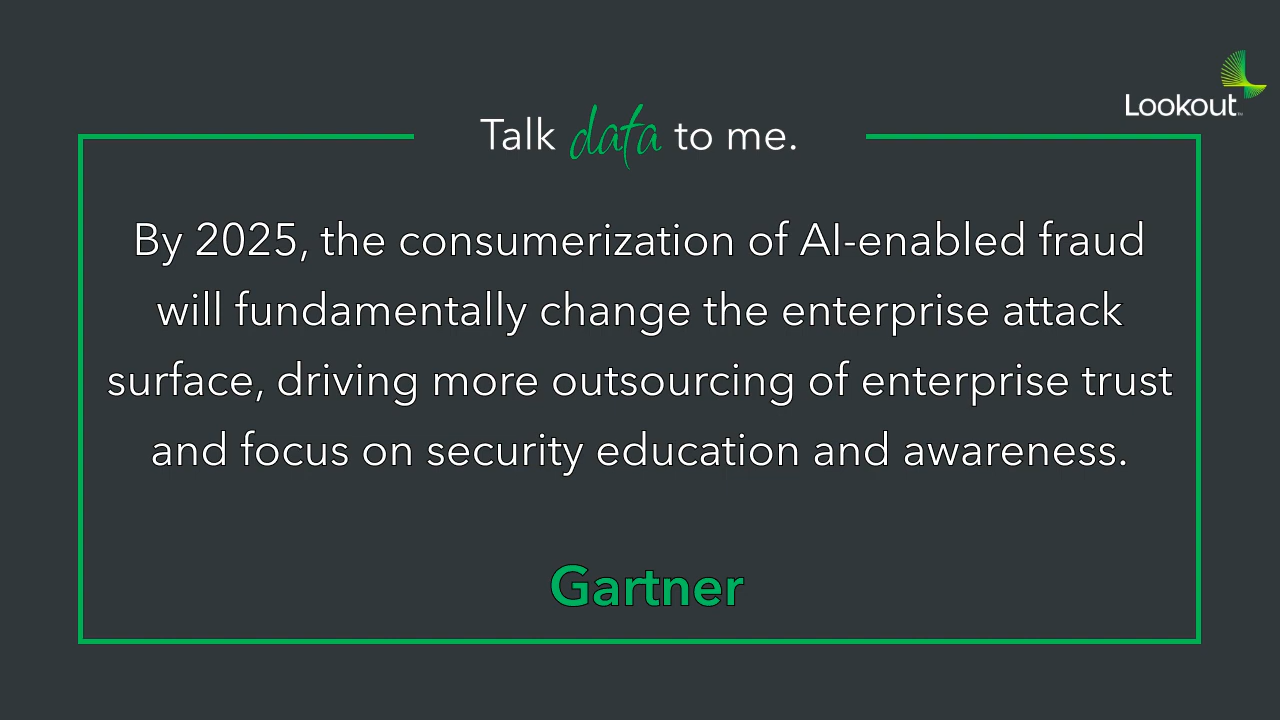 Lookout
Talk data to me.
By 2025, the consumerization of AI-enabled fraud
will fundamentally change the enterprise attack
surface, driving more outsourcing of enterprise trust
and focus on security education and awareness.
Gartner